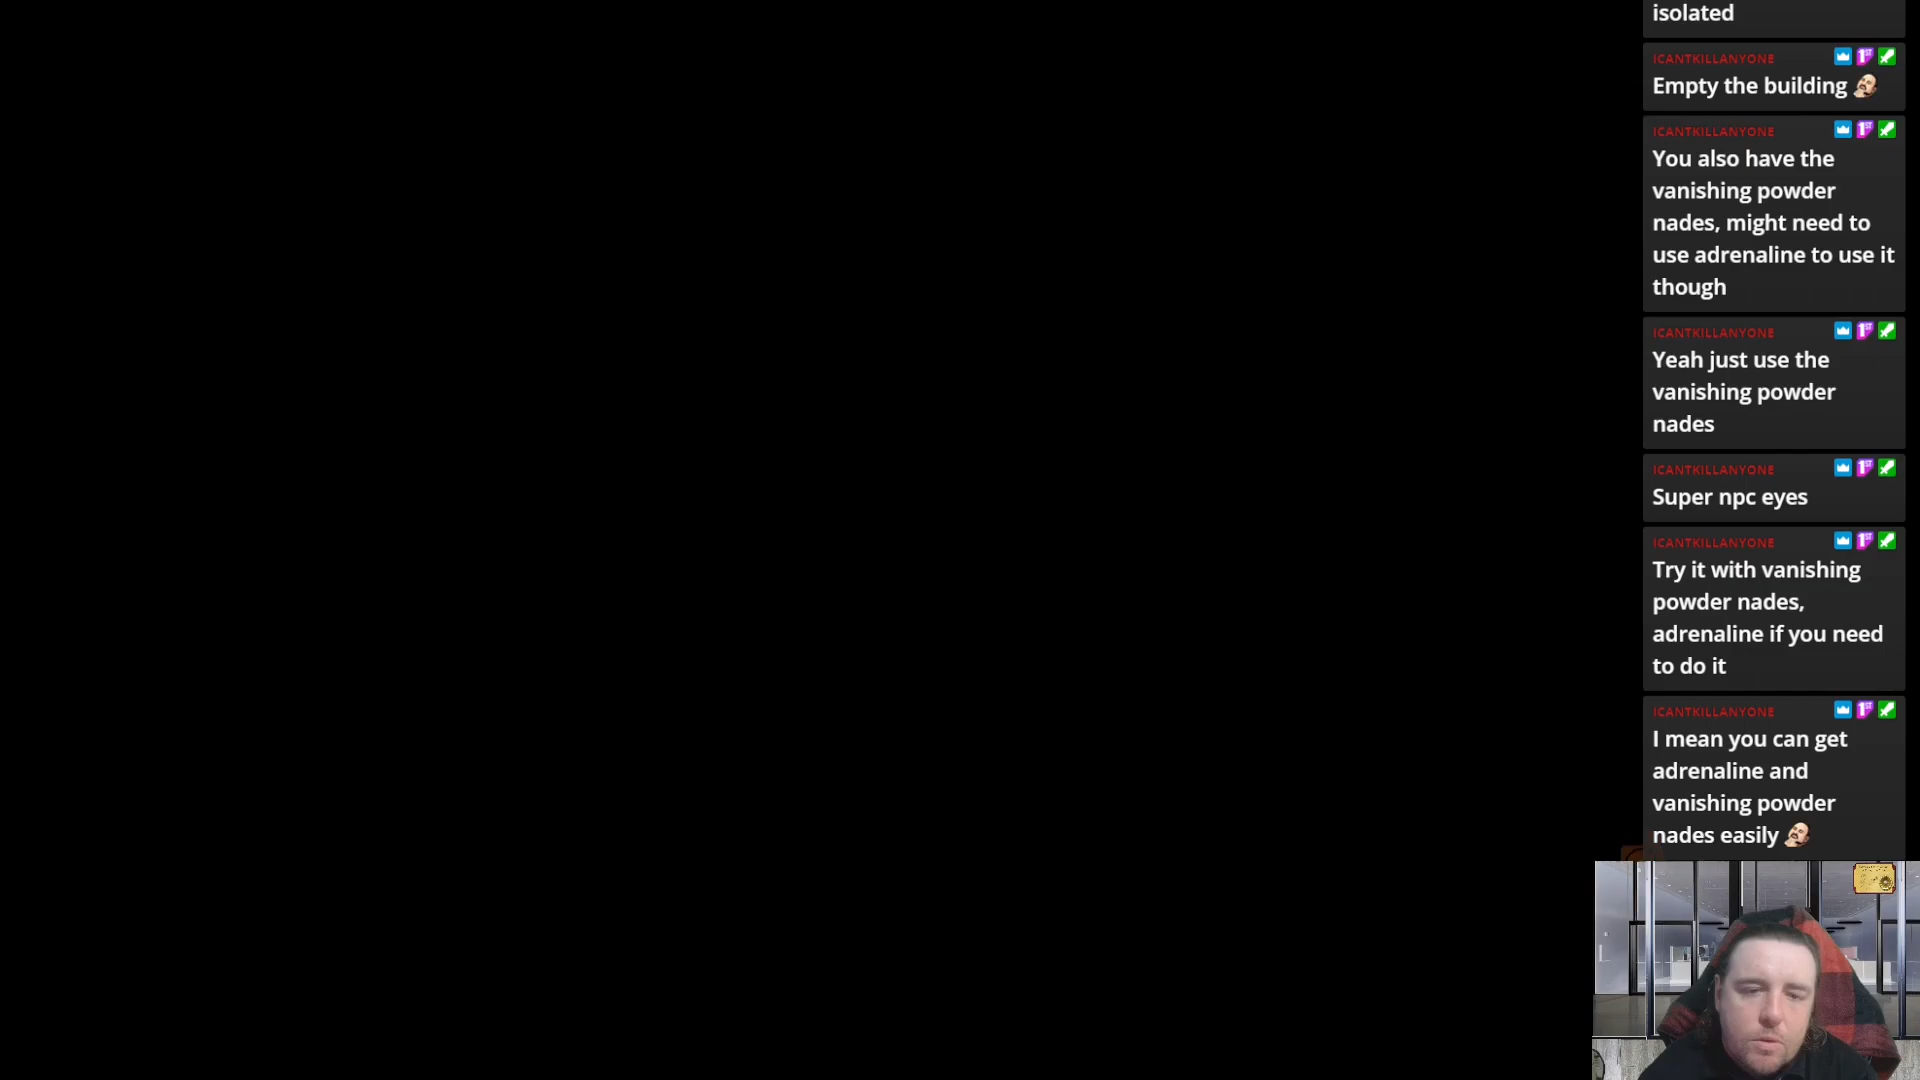 isolated
ICANTKILLANYONE
Empty the building
ICANTKILLANYONE
You also have the
vanishing powder
nades, might need to
use adrenaline to use it
though
ICANTKILLANYONE
Yeah just use the
vanishing powder
nades
ICANTKILLANYONE
Super npc eyes
ICANTKILLANYONE
Try it with vanishing
powder nades,
adrenaline if you need
to do it
ICANTKILLANYONE
I mean you can get
adrenaline and
vanishing powder
nades easily